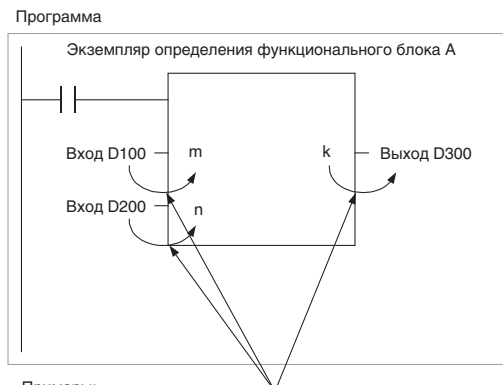 Программа
Экземпляр определения функционального блока А
Вход D100
m
k
Выход D300
Вход D200
n